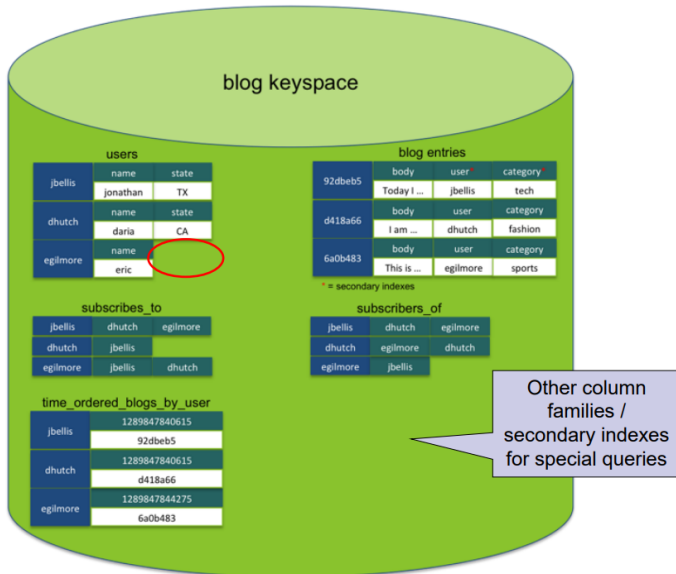 blog keyspace
users
jbellis name state
jonathan TX
dhutch name state
daria CA
egilmore name
eric
blog entries
92dbeb5 body user* category*
Today I ... jbellis tech
d418a66 body user category
I am ... dhutch fashion
6a0b483 body user category
This is ... egilmore sports
* = secondary indexes
subscribes_to
jbellis dhutch egilmore
dhutch jbellis
egilmore jbellis dhutch
subscribers_of
jbellis dhutch egilmore
dhutch egilmore dhutch
egilmore jbellis
time_ordered_blogs_by_user
jbellis 1289847840615
92dbeb5
dhutch 1289847840615
d418a66
egilmore 1289847844275
6a0b483
Other column
families /
secondary indexes
for special queries